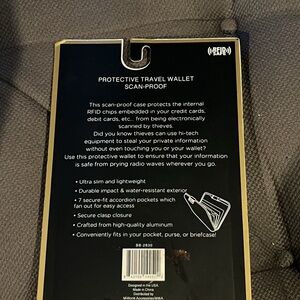 RFID
PROTECTIVE TRAVEL WALLET
SCAN-PROOF
This scan-proof case protects the internal
RFID chips embedded in your credit cards,
debit cards, etc... from being electronically
scanned by thieves.
Did you know thieves can use hi-tech
equipment to steal your private information
without even touching you or your wallet?
Use this protective wallet to ensure that your information
is safe from prying radio waves wherever you go.
• Ultra slim and lightweight
• Durable impact & water-resistant exterior
• 7 secure-fit accordion pockets which
fan out for easy access
• Secure clasp closure
• Crafted from high-quality aluminum
• Conveniently fits in your pocket, purse, or briefcase!
Designed in the USA
Made in China
Distributed by